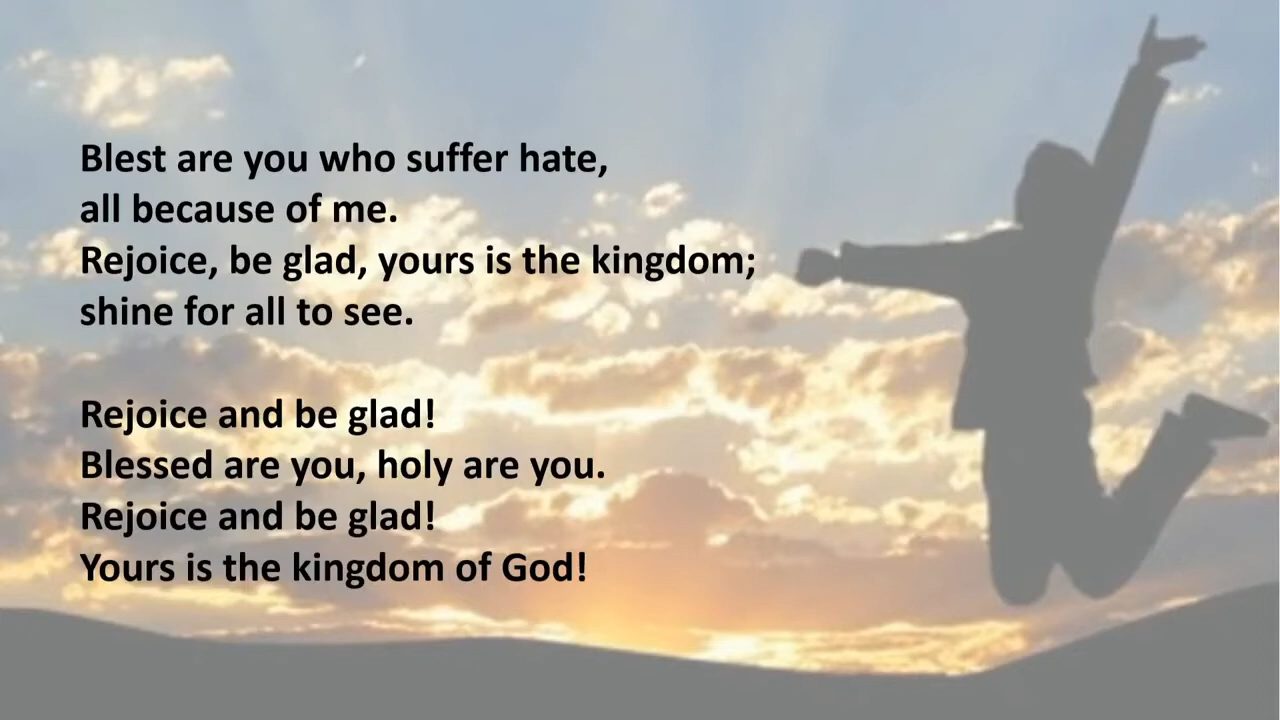 Blest are you who suffer hate,
all because of me.
Rejoice, be glad, yours is the kingdom;
shine for all to see.
Rejoice and be glad!
Blessed are you, holy are you.
Rejoice and be glad!
Yours is the kingdom of God!